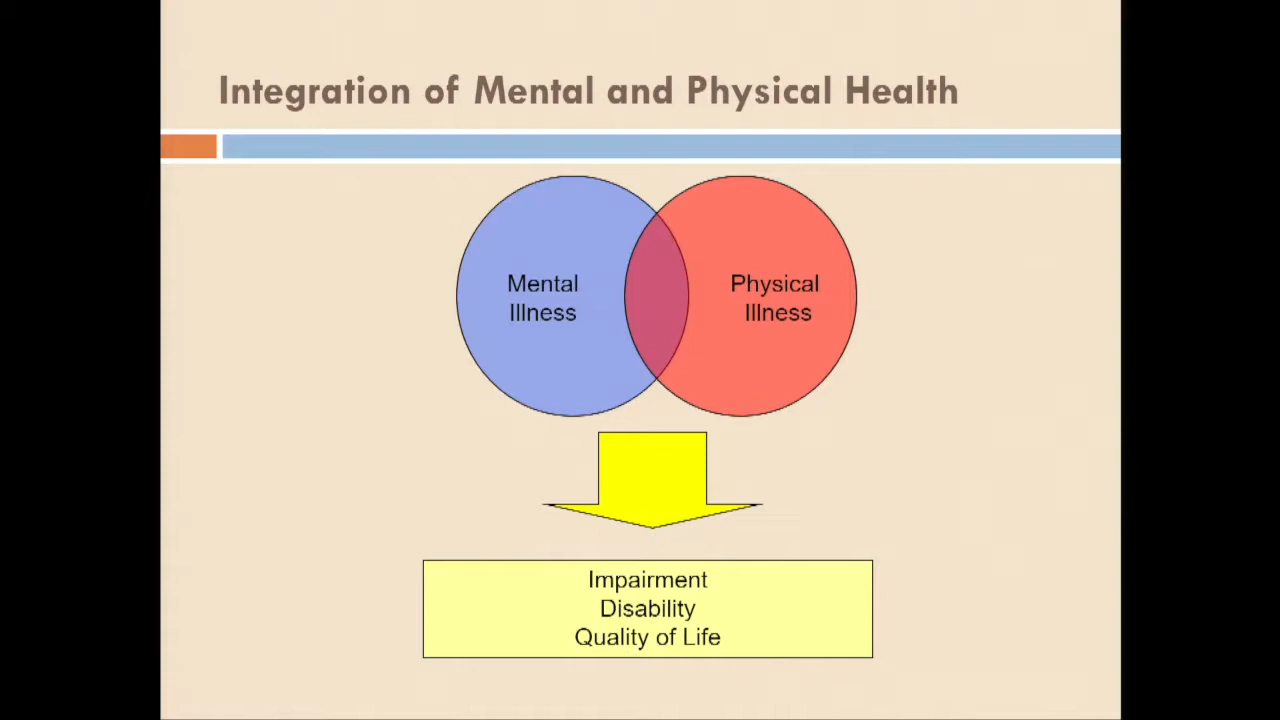 Integration of Mental and Physical Health
Mental
Illness
Physical
Illness
Impairment
Disability
Quality of Life